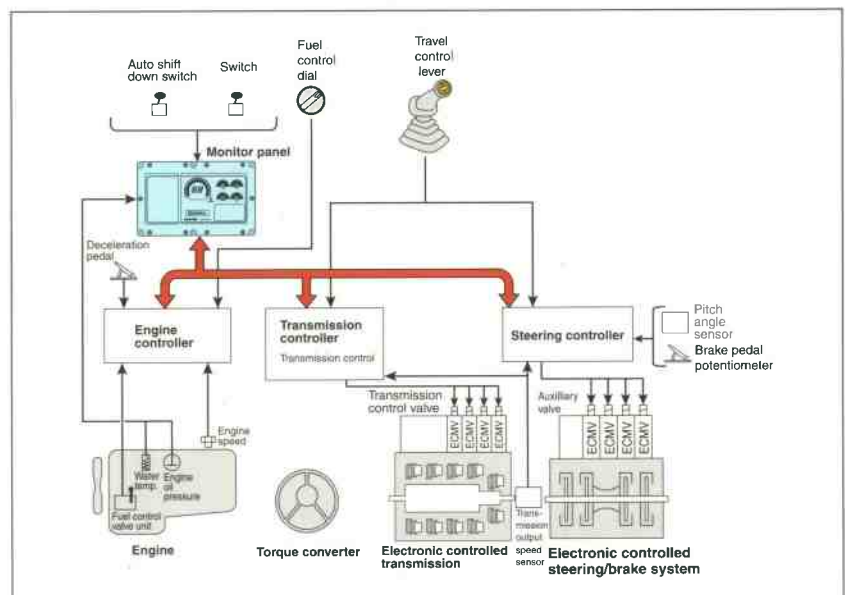 Auto shift
down switch
Switch
Fuel
control
dial
Travel
control
lever
Monitor panel
Deceleration
pedal
Engine
controller
Transmission
controller
Transmission control
Steering controller
Pitch
angle
sensor
Brake pedal
potentiometer
Engine
speed
Transmission
control valve
ECMV
ECMV
ECMV
ECMV
Auxiliary
valve
ECMV
ECMV
ECMV
ECMV
Water
temp.
Engine
oil
pressure
Fuel control
valve unit
Engine
Torque converter
Electronic controlled
transmission
Trans-
mission
output
speed
sensor
Electronic controlled
steering/brake system